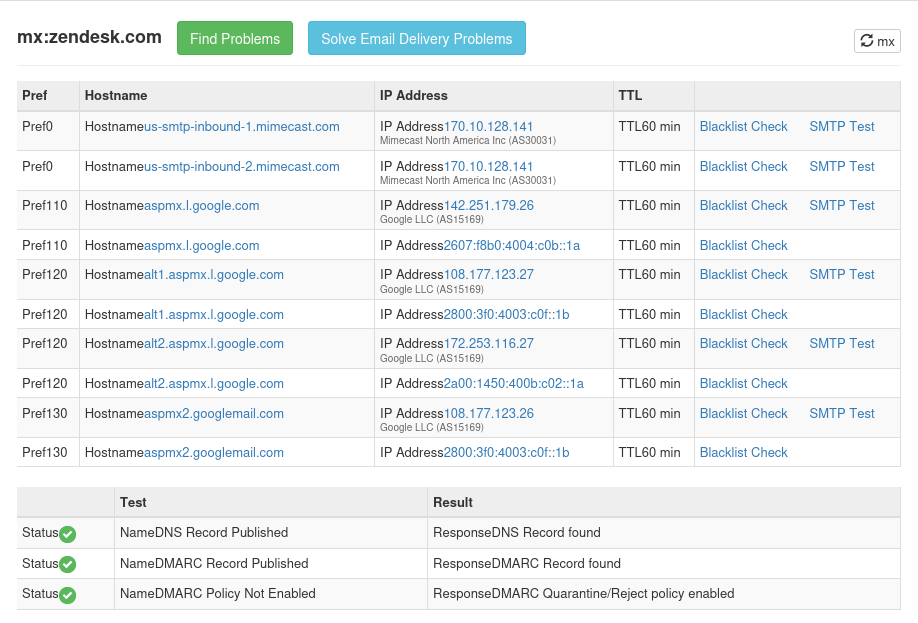 mx:zendesk.com Find Problems Solve Email Delivery Problems mx
Pref Hostname IP Address TTL
Pref0 Hostnameus-smtp-inbound-1.mimecast.com IP Address170.10.128.141 TTL60 min Blacklist Check SMTP Test
Mimecast North America Inc (AS30031)
Pref0 Hostnameus-smtp-inbound-2.mimecast.com IP Address170.10.128.141 TTL60 min Blacklist Check SMTP Test
Mimecast North America Inc (AS30031)
Pref110 Hostnameaspmx.l.google.com IP Address142.251.179.26 TTL60 min Blacklist Check SMTP Test
Google LLC (AS15169)
Pref110 Hostnameaspmx.l.google.com IP Address2607:f8b0:4004:c0b::1a TTL60 min Blacklist Check
Pref120 Hostnamealt1.aspmx.l.google.com IP Address108.177.123.27 TTL60 min Blacklist Check SMTP Test
Google LLC (AS15169)
Pref120 Hostnamealt1.aspmx.l.google.com IP Address2800:3f0:4003:c0f::1b TTL60 min Blacklist Check
Pref120 Hostnamealt2.aspmx.l.google.com IP Address172.253.116.27 TTL60 min Blacklist Check SMTP Test
Google LLC (AS15169)
Pref120 Hostnamealt2.aspmx.l.google.com IP Address2a00:1450:400b:c02::1a TTL60 min Blacklist Check
Pref130 Hostnameaspmx2.googlemail.com IP Address108.177.123.26 TTL60 min Blacklist Check SMTP Test
Google LLC (AS15169)
Pref130 Hostnameaspmx2.googlemail.com IP Address2800:3f0:4003:c0f::1b TTL60 min Blacklist Check
Test Result
Status NameDNS Record Published ResponseDNS Record found
Status NameDMARC Record Published ResponseDMARC Record found
Status NameDMARC Policy Not Enabled ResponseDMARC Quarantine/Reject policy enabled